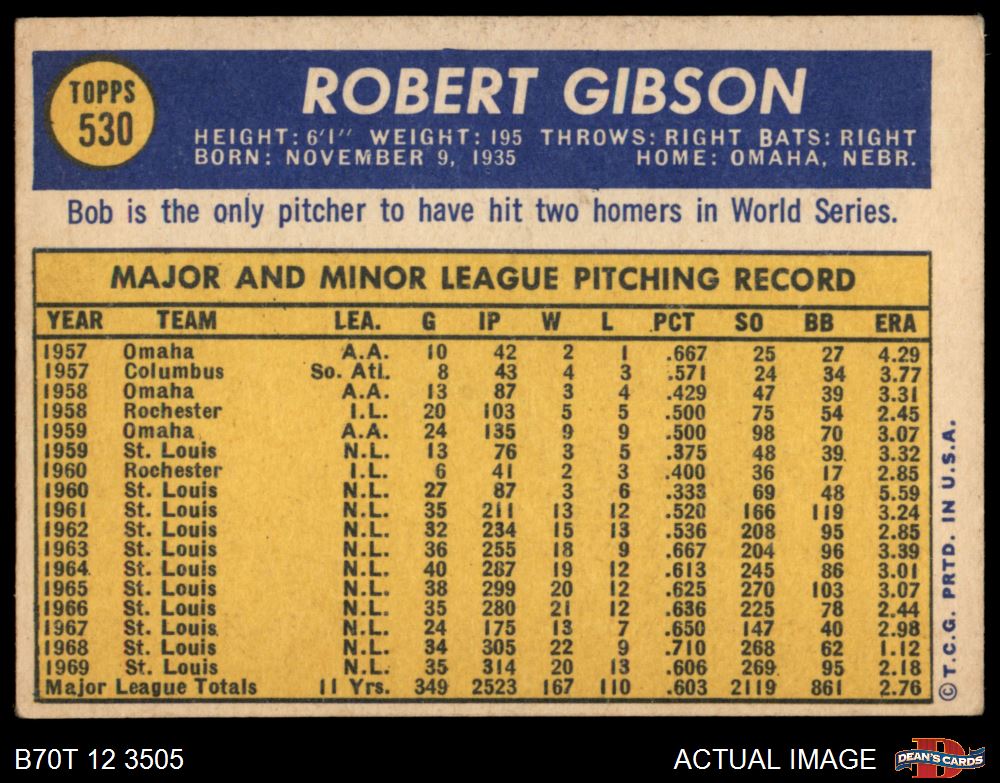 TOPPS
530
ROBERT GIBSON
HEIGHT: 6'1" WEIGHT: 195 THROWS: RIGHT BATS: RIGHT
BORN: NOVEMBER 9, 1935 HOME: OMAHA, NEBR.
Bob is the only pitcher to have hit two homers in World Series.
MAJOR AND MINOR LEAGUE PITCHING RECORD
YEAR TEAM LEA. G IP W L PCT SO BB ERA
1957 Omaha A.A. 10 42 2 1 .667 25 27 4.29
1957 Columbus So. Atl. 8 43 4 3 .571 24 34 3.77
1958 Omaha A.A. 13 87 3 4 .429 47 39 3.31
1958 Rochester I.L. 20 103 5 5 .500 75 54 2.45
1959 Omaha A.A. 24 135 9 9 .500 98 70 3.07
1959 St. Louis N.L. 13 76 3 5 .375 48 39 3.32
1960 Rochester I.L. 6 41 2 3 .400 36 17 2.85
1960 St. Louis N.L. 27 87 3 6 .333 69 48 5.59
1961 St. Louis N.L. 35 211 13 12 .520 166 119 3.24
1962 St. Louis N.L. 32 234 15 13 .536 208 95 2.85
1963 St. Louis N.L. 36 255 18 9 .667 204 96 3.39
1964 St. Louis N.L. 40 287 19 12 .613 245 86 3.01
1965 St. Louis N.L. 38 299 20 12 .625 270 103 3.07
1966 St. Louis N.L. 35 280 21 12 .636 225 78 2.44
1967 St. Louis N.L. 24 175 13 7 .650 147 40 2.98
1968 St. Louis N.L. 34 305 22 9 .710 268 62 1.12
1969 St. Louis N.L. 35 314 20 13 .606 269 95 2.18
Major League Totals 11 Yrs. 349 2523 167 110 .603 2119 861 2.76
© T.C.G. PRTD. IN U.S.A.
B70T 12 3505
ACTUAL IMAGE
D
DEAN'S CARDS